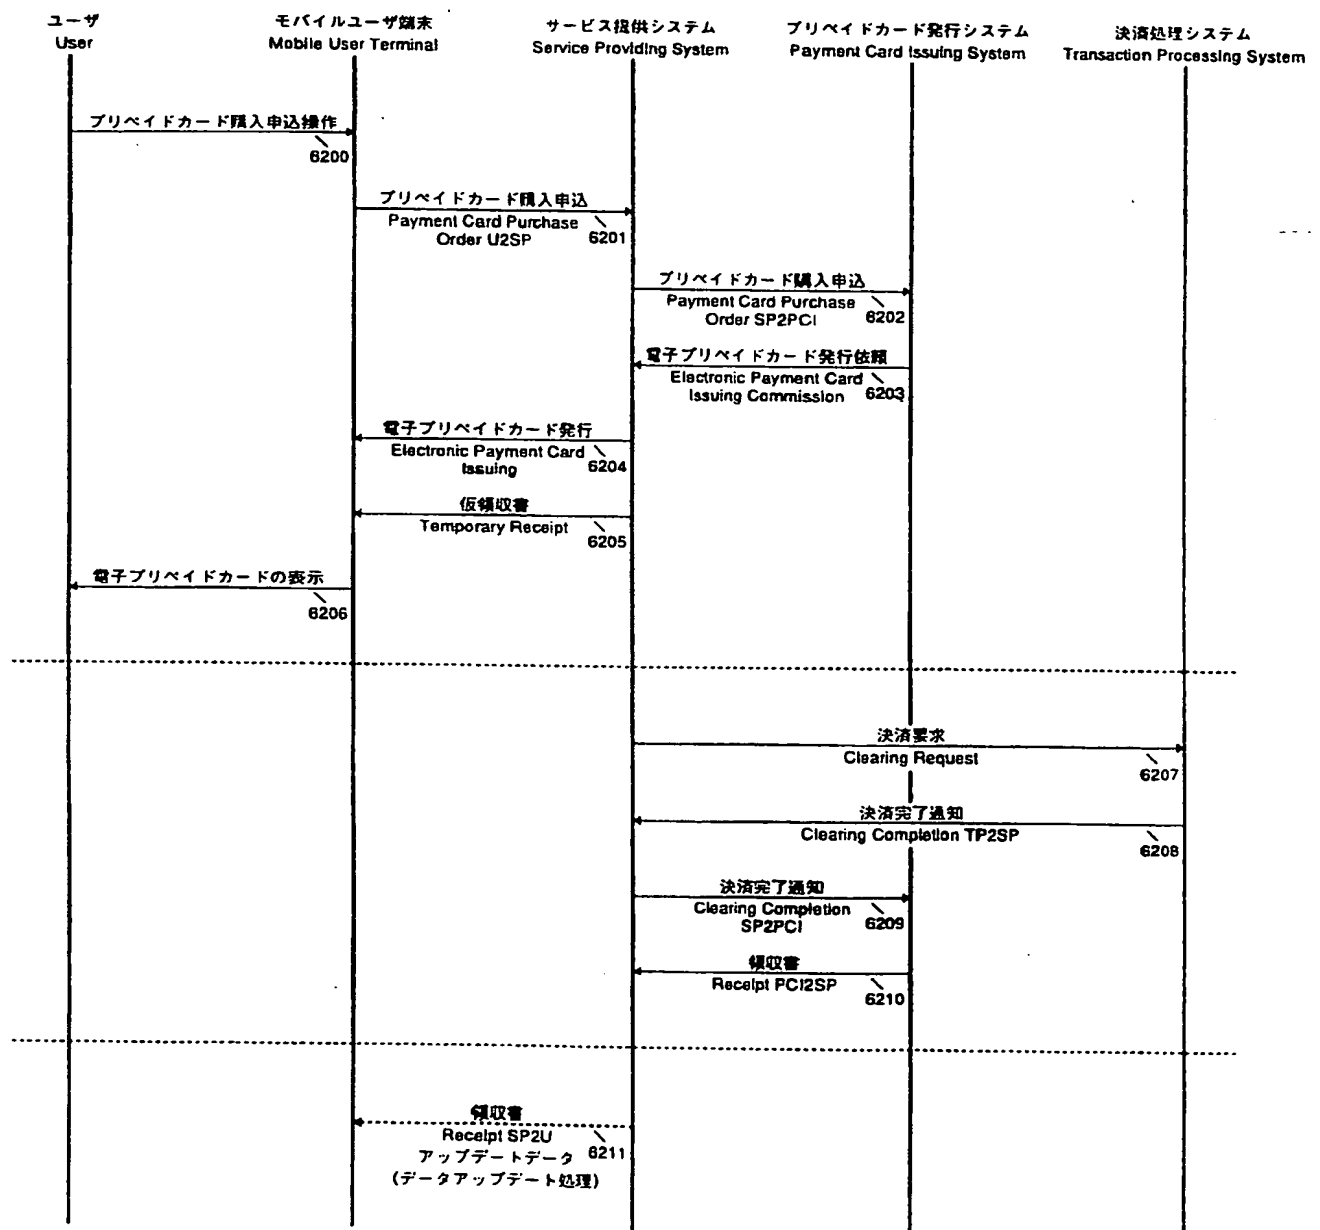 ユーザ
User
モバイルユーザ端末
Mobile User Terminal
サービス提供システム
Service Providing System
プリペイドカード発行システム
Payment Card Issuing System
決済処理システム
Transaction Processing System
プリペイドカード購入申込操作
6200
プリペイドカード購入申込
Payment Card Purchase
Order U2SP
6201
プリペイドカード購入申込
Payment Card Purchase
Order SP2PCI
6202
電子プリペイドカード発行依頼
Electronic Payment Card
Issuing Commission
6203
電子プリペイドカード発行
Electronic Payment Card
Issuing
6204
仮領収書
Temporary Receipt
6205
電子プリペイドカードの表示
6206
決済要求
Clearing Request
6207
決済完了通知
Clearing Completion TP2SP
6208
決済完了通知
Clearing Completion
SP2PCI
6209
領収書
Receipt PCI2SP
6210
領収書
Receipt SP2U
6211
アップデートデータ
(データアップデート処理)